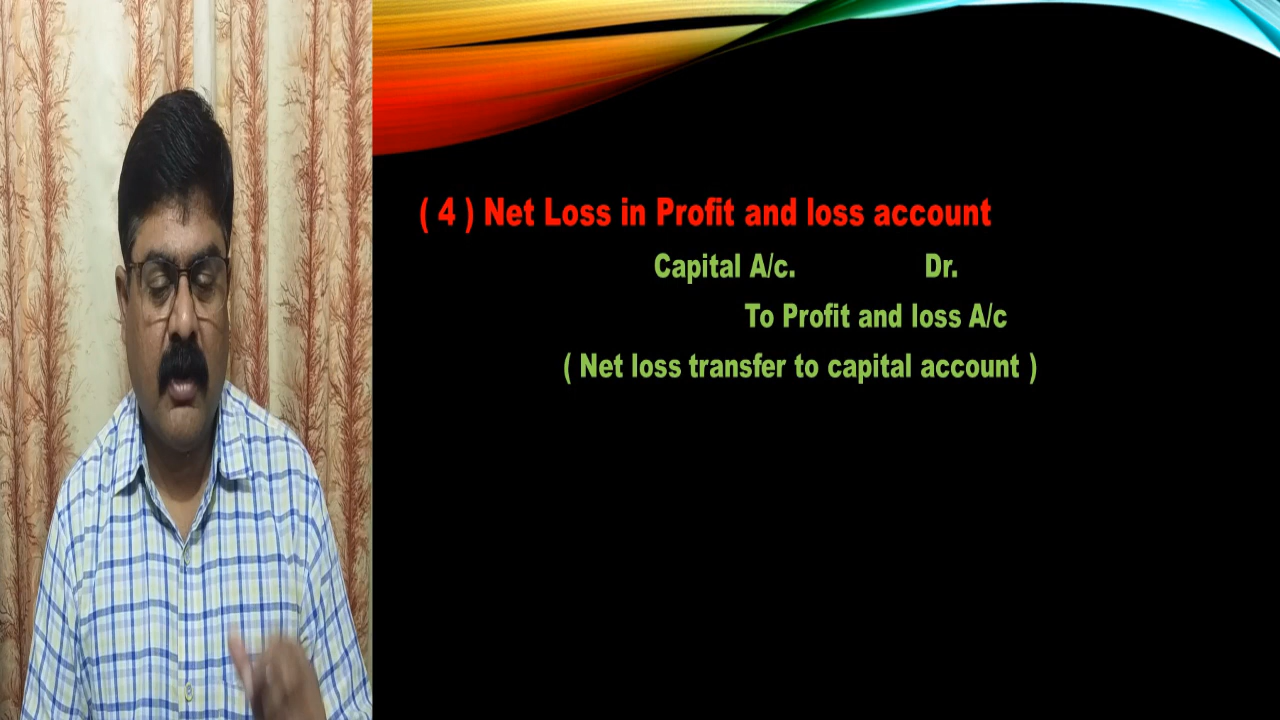 ( 4 ) Net Loss in Profit and loss account
Capital A/c. Dr.
To Profit and loss A/c
( Net loss transfer to capital account )